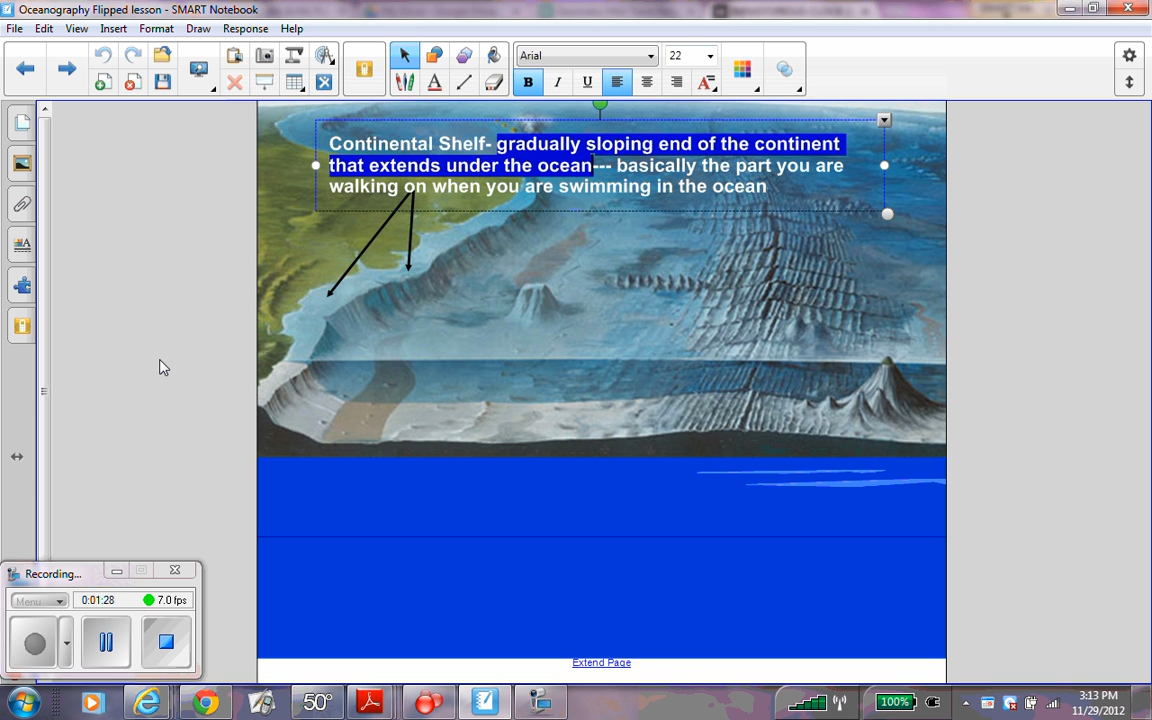 Oceanography Flipped lesson - SMART Notebook
File Edit View Insert Format Draw Response Help
Arial 22
B I U
Continental Shelf- gradually sloping end of the continent
that extends under the ocean--- basically the part you are
walking on when you are swimming in the ocean
Extend Page
Recording...
Menu 0:01:28 7.0 fps
50° 100% 3:13 PM
11/29/2012